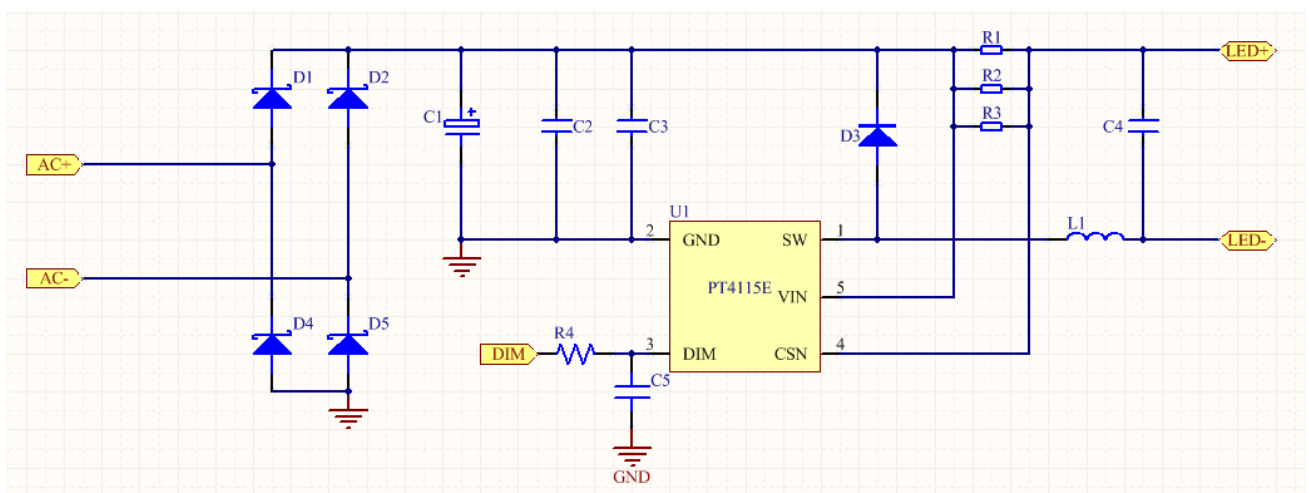 R1
LED+
D1
D2
R2
C1
+
C2
C3
R3
D3
C4
AC+
U1
2
GND
SW
1
L1
LED-
AC-
PT4115E
VIN
5
D4
D5
R4
DIM
3
DIM
CSN
4
C5
GND